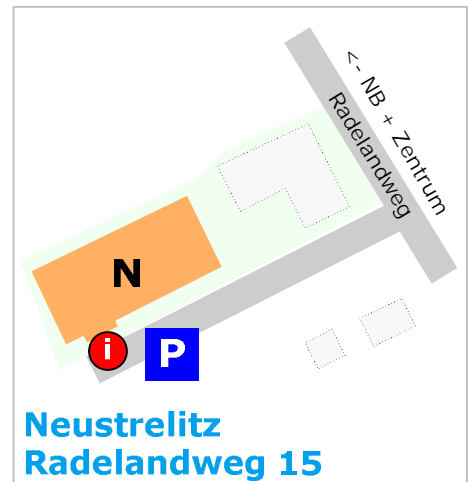 <- NB + Zentrum
Radelandweg
N
i
P
Neustrelitz
Radelandweg 15